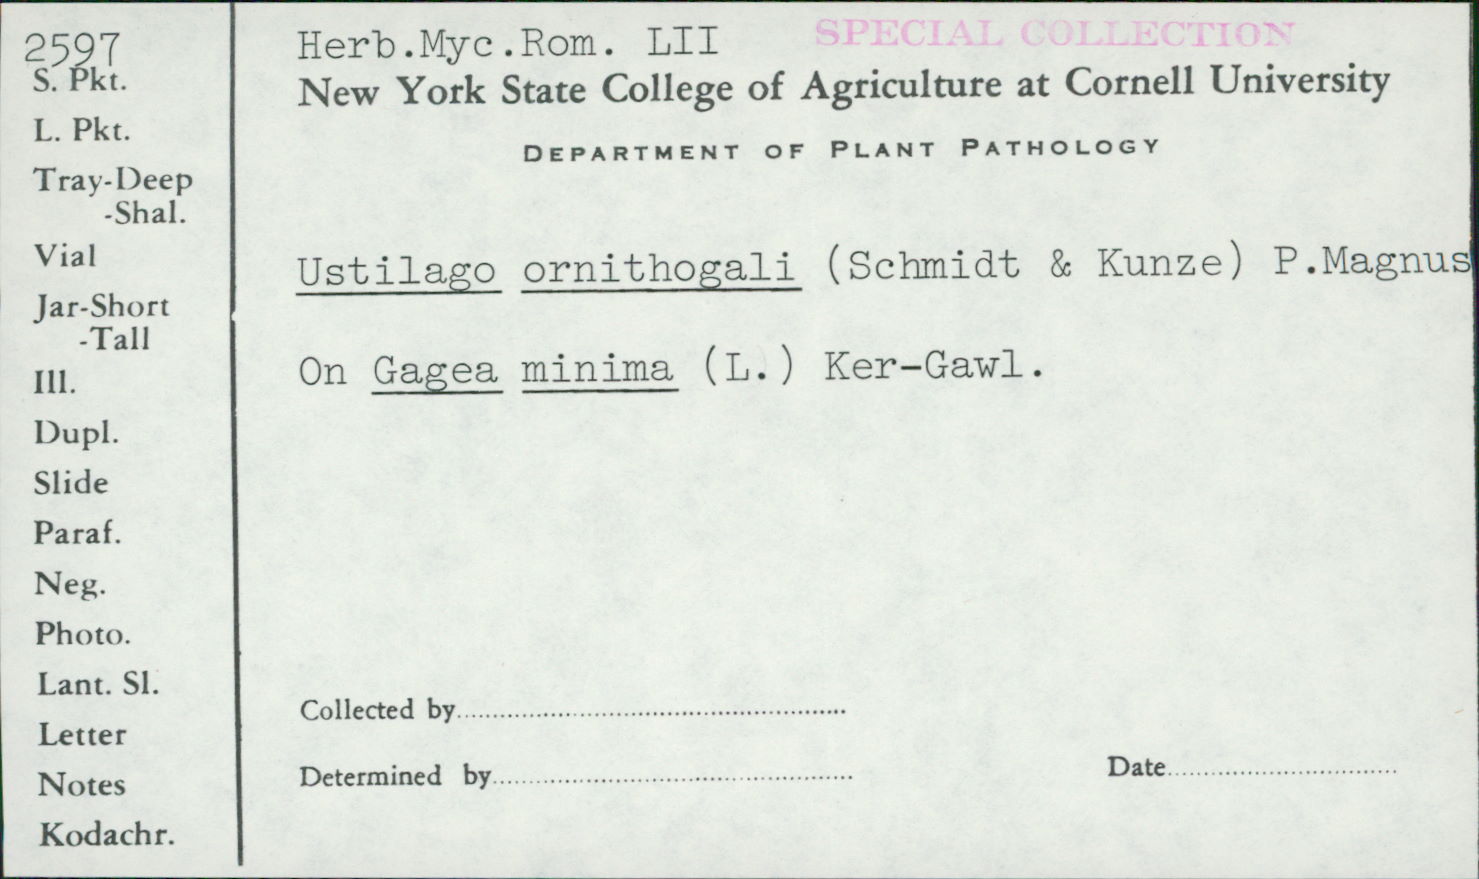 2597
S. Pkt.
L. Pkt.
Tray-Deep
-Shal.
Vial
Jar-Short
-Tall
Ill.
Dupl.
Slide
Paraf.
Neg.
Photo.
Lant. Sl.
Letter
Notes
Kodachr.
Herb.Myc.Rom. LII SPECIAL COLLECTION
New York State College of Agriculture at Cornell University
DEPARTMENT OF PLANT PATHOLOGY
Ustilago ornithogali (Schmidt & Kunze) P.Magnus
On Gagea minima (L.) Ker-Gawl.
Collected by
Determined by Date